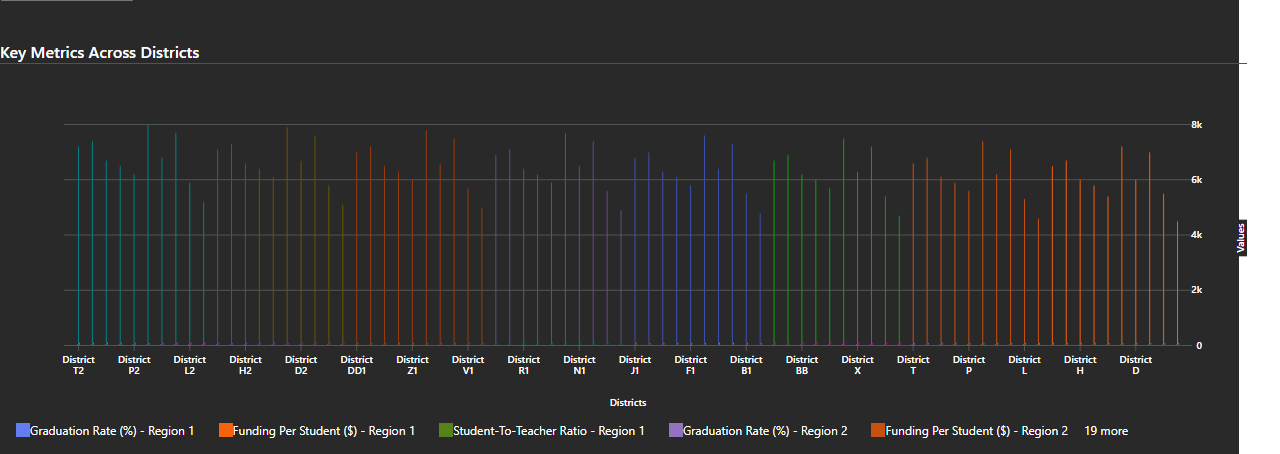 Key Metrics Across Districts
8k
6k
4k
2k
0
Values
District T2
District P2
District L2
District H2
District D2
District DD1
District Z1
District V1
District R1
District N1
District J1
District F1
District B1
District BB
District X
District T
District P
District L
District H
District D
Districts
Graduation Rate (%) - Region 1
Funding Per Student ($) - Region 1
Student-To-Teacher Ratio - Region 1
Graduation Rate (%) - Region 2
Funding Per Student ($) - Region 2
19 more